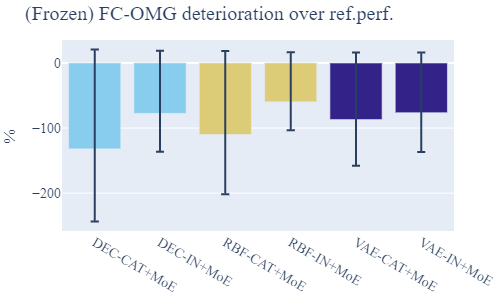 (Frozen) FC-OMG deterioration over ref.perf.
0
−100
−200
%
DEC-CAT+MoE
DEC-IN+MoE
RBF-CAT+MoE
RBF-IN+MoE
VAE-CAT+MoE
VAE-IN+MoE